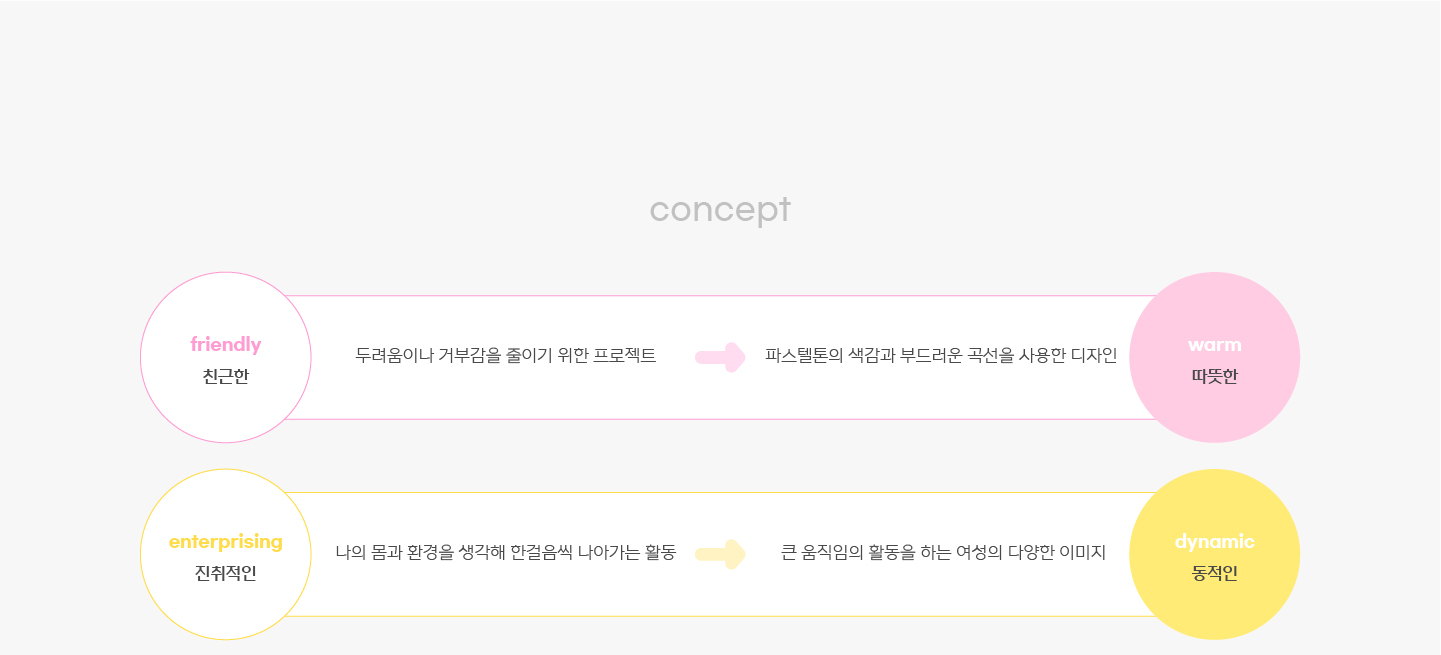 concept
friendly
친근한
두려움이나 거부감을 줄이기 위한 프로젝트
파스텔톤의 색감과 부드러운 곡선을 사용한 디자인
warm
따뜻한
enterprising
진취적인
나의 몸과 환경을 생각해 한걸음씩 나아가는 활동
큰 움직임의 활동을 하는 여성의 다양한 이미지
dynamic
동적인